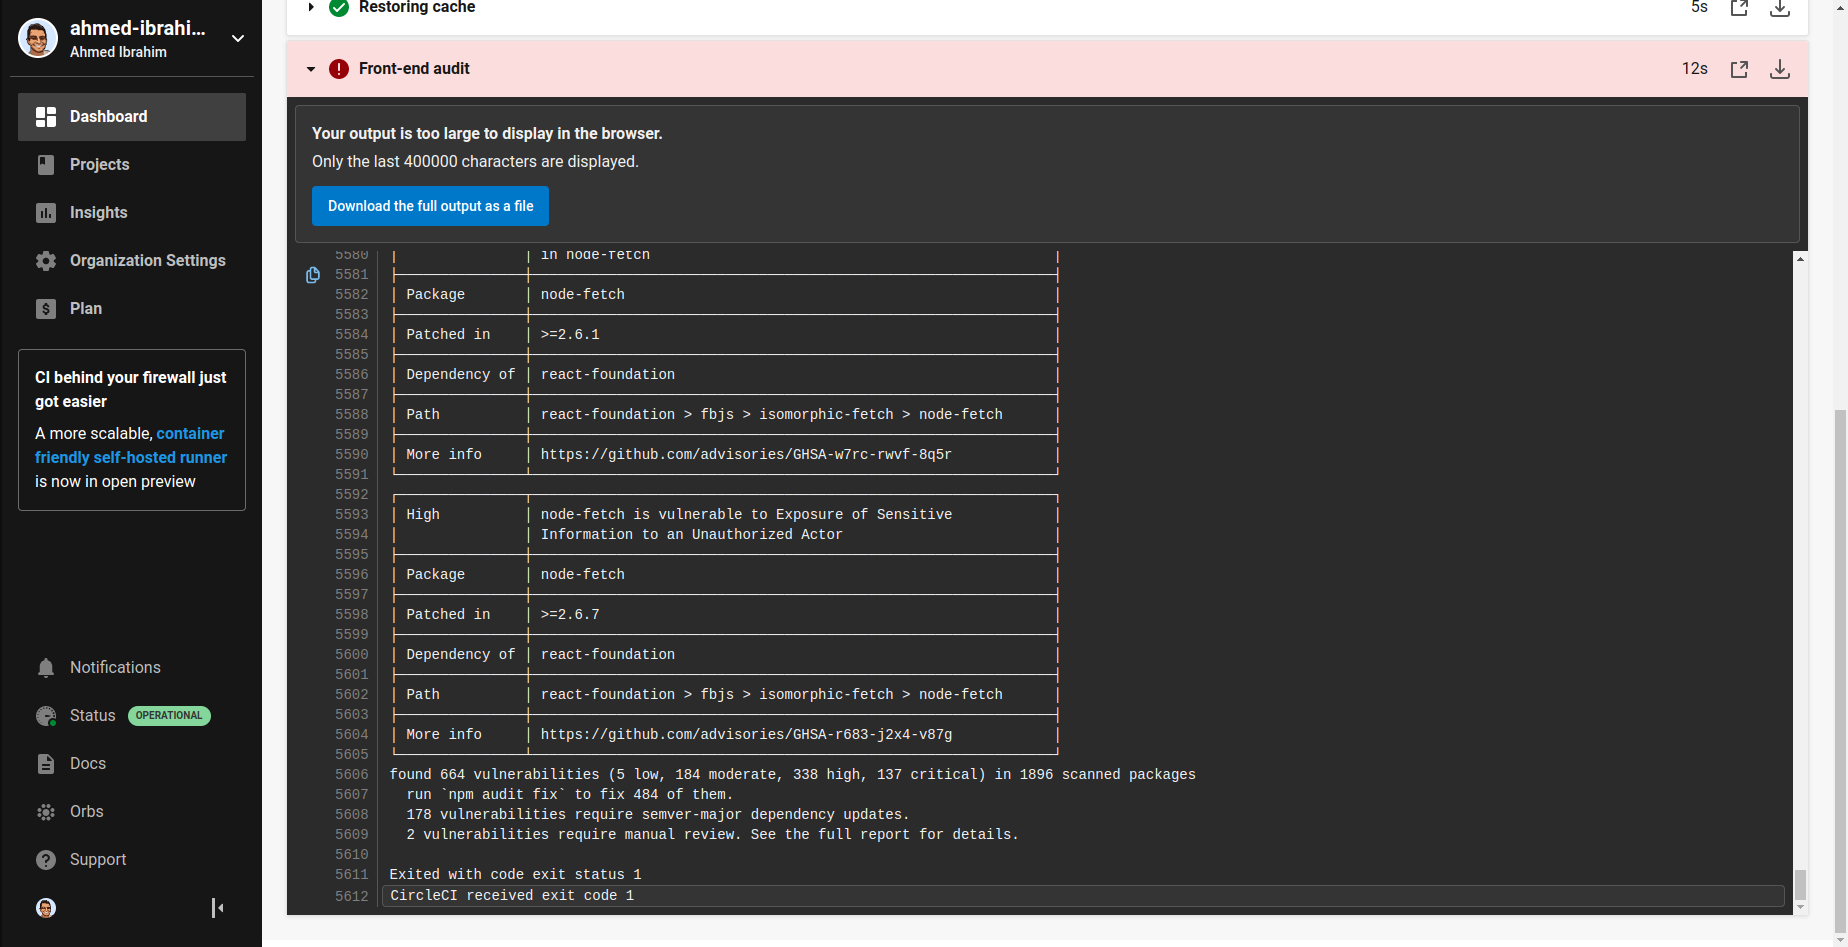 ahmed-ibrahi...
Ahmed Ibrahim
Dashboard
Projects
Insights
Organization Settings
Plan
CI behind your firewall just
got easier
A more scalable, container
friendly self-hosted runner
is now in open preview
Notifications
Status OPERATIONAL
Docs
Orbs
Support
Restoring cache 5s
Front-end audit 12s
Your output is too large to display in the browser.
Only the last 400000 characters are displayed.
Download the full output as a file
5580 in node-fetch
5581
5582 Package node-fetch
5583
5584 Patched in >=2.6.1
5585
5586 Dependency of react-foundation
5587
5588 Path react-foundation > fbjs > isomorphic-fetch > node-fetch
5589
5590 More info https://github.com/advisories/GHSA-w7rc-rwvf-8q5r
5591
5592
5593 High node-fetch is vulnerable to Exposure of Sensitive
5594 Information to an Unauthorized Actor
5595
5596 Package node-fetch
5597
5598 Patched in >=2.6.7
5599
5600 Dependency of react-foundation
5601
5602 Path react-foundation > fbjs > isomorphic-fetch > node-fetch
5603
5604 More info https://github.com/advisories/GHSA-r683-j2x4-v87g
5605
5606 found 664 vulnerabilities (5 low, 184 moderate, 338 high, 137 critical) in 1896 scanned packages
5607 run `npm audit fix` to fix 484 of them.
5608 178 vulnerabilities require semver-major dependency updates.
5609 2 vulnerabilities require manual review. See the full report for details.
5610
5611 Exited with code exit status 1
5612 CircleCI received exit code 1